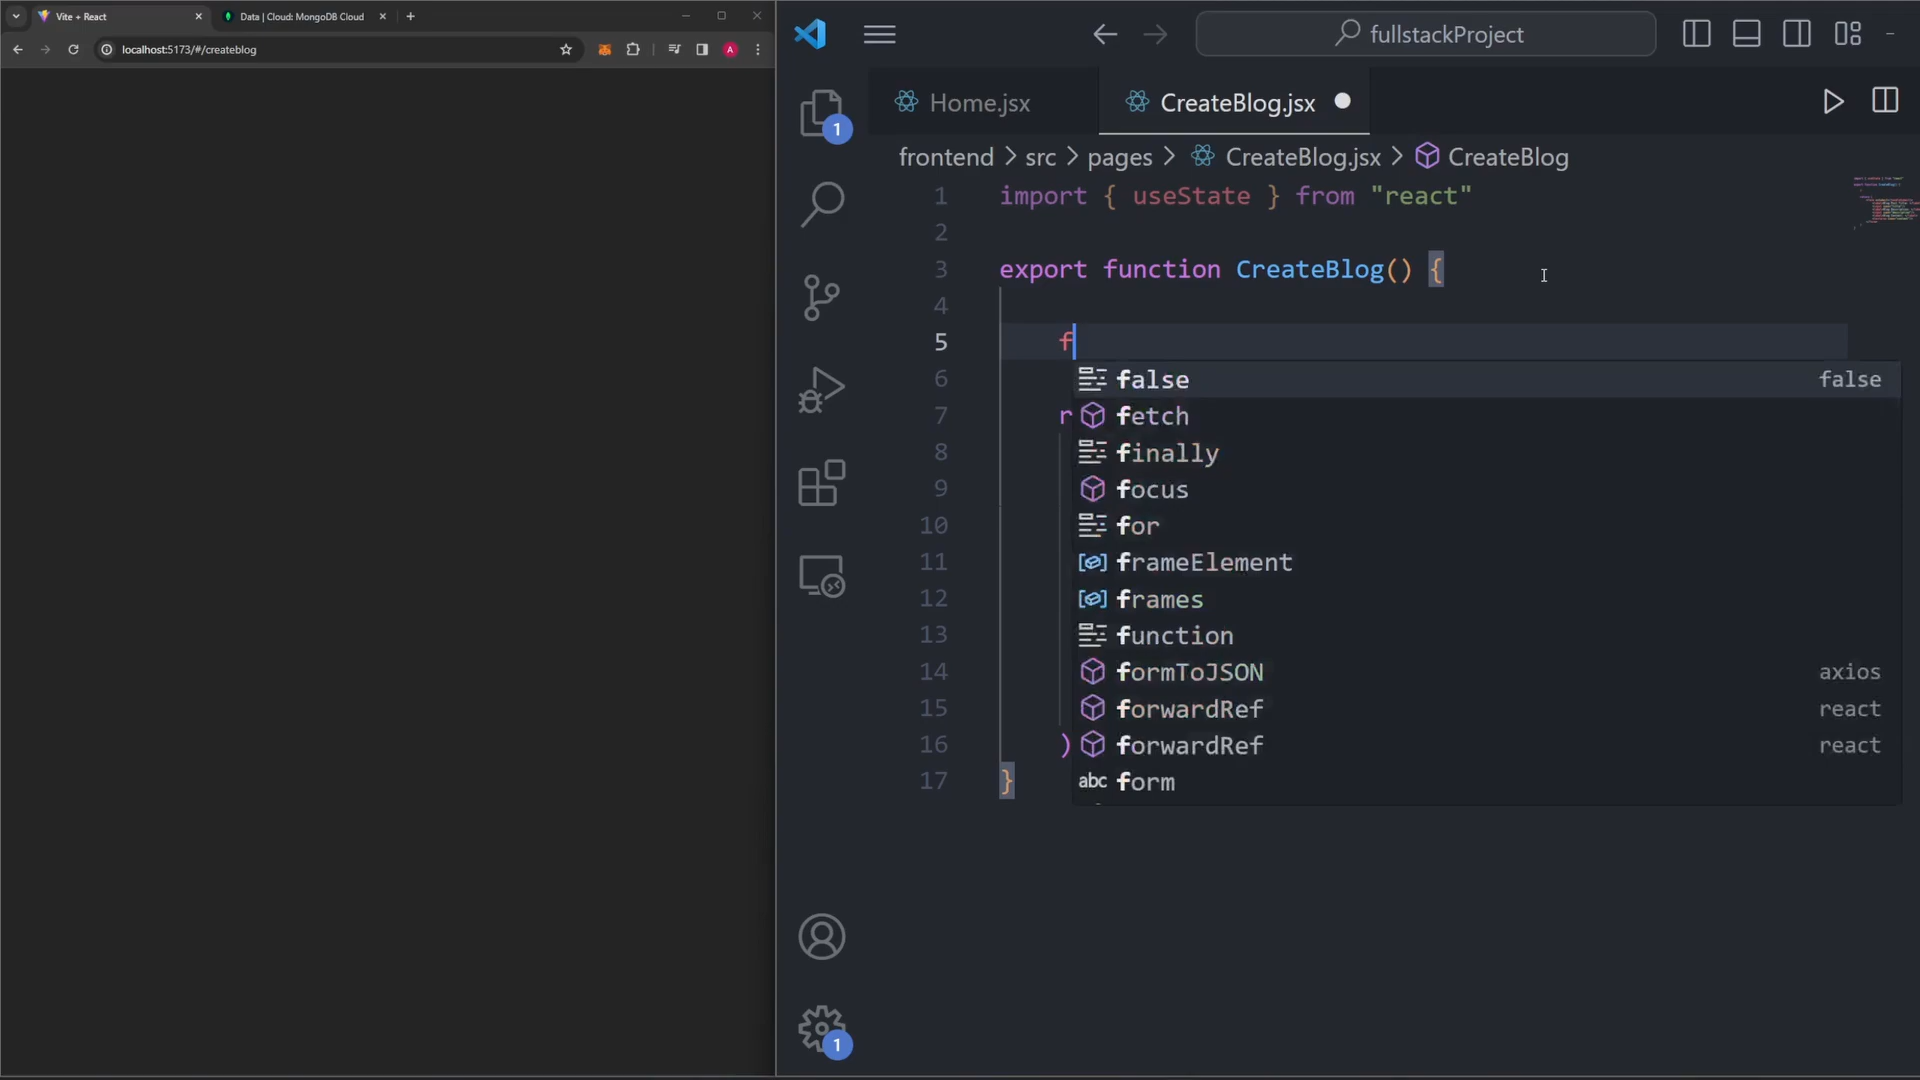 Vite + React
Data | Cloud: MongoDB Cloud
localhost:5173/#/createblog
A
fullstackProject
Home.jsx
CreateBlog.jsx
frontend > src > pages > CreateBlog.jsx > CreateBlog
1 import { useState } from "react"
2
3 export function CreateBlog() {
4
5 f
6 false false
7 r fetch
8 finally
9 focus
10 for
11 frameElement
12 frames
13 function
14 formToJSON axios
15 forwardRef react
16 ) forwardRef react
17 } abc form
1
1